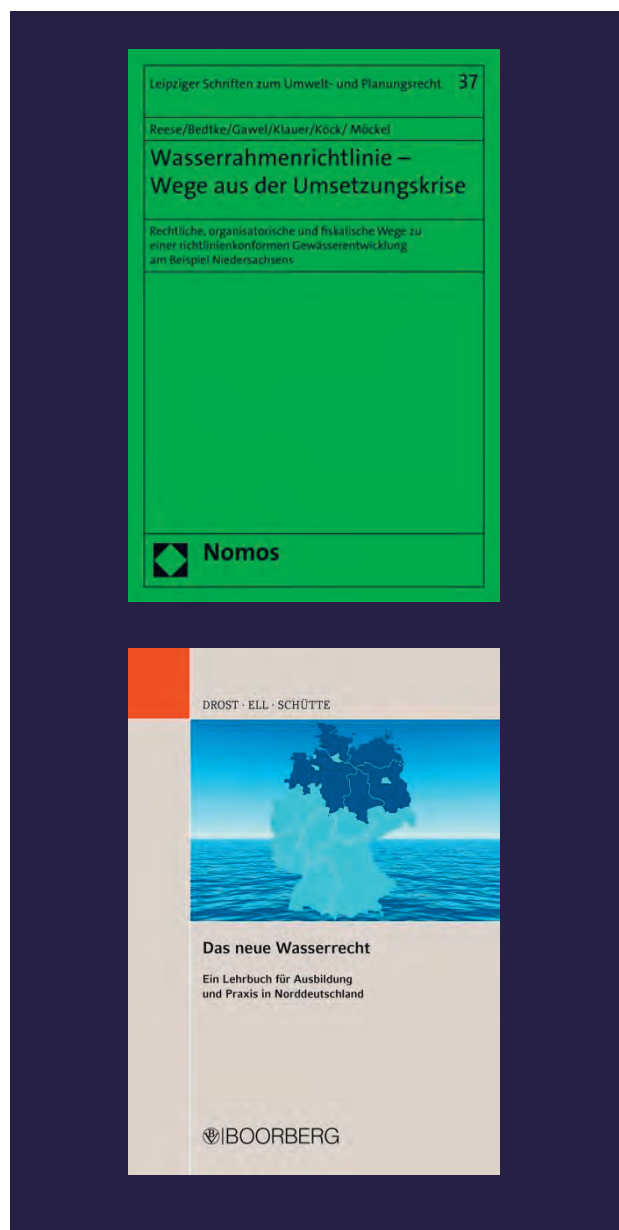 Leipziger Schriften zum Umwelt- und Planungsrecht 37
Reese/Bedtke/Gawel/Klauer/Köck/ Möckel
Wasserrahmenrichtlinie –
Wege aus der Umsetzungskrise
Rechtliche, organisatorische und fiskalische Wege zu
einer richtlinienkonformen Gewässerentwicklung
am Beispiel Niedersachsens
Nomos
DROST · ELL · SCHÜTTE
Das neue Wasserrecht
Ein Lehrbuch für Ausbildung
und Praxis in Norddeutschland
BOORBERG